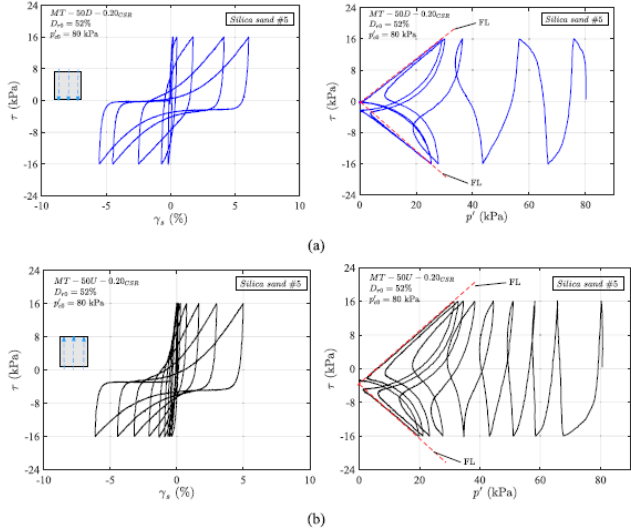 MT − 50D − 0.20CSR
Dr0 = 52%
p′c0 = 80 kPa
Silica sand #5
24
16
8
0
-8
-16
-24
τ (kPa)
-10
-5
0
5
10
γs (%)
MT − 50D − 0.20CSR
Dr0 = 52%
p′c0 = 80 kPa
Silica sand #5
FL
FL
24
16
8
0
-8
-16
-24
τ (kPa)
0
20
40
60
80
p′ (kPa)
(a)
MT − 50U − 0.20CSR
Dr0 = 52%
p′c0 = 80 kPa
Silica sand #5
24
16
8
0
-8
-16
-24
τ (kPa)
-10
-5
0
5
10
γs (%)
MT − 50U − 0.20CSR
Dr0 = 52%
p′c0 = 80 kPa
Silica sand #5
FL
FL
24
16
8
0
-8
-16
-24
τ (kPa)
0
20
40
60
80
p′ (kPa)
(b)